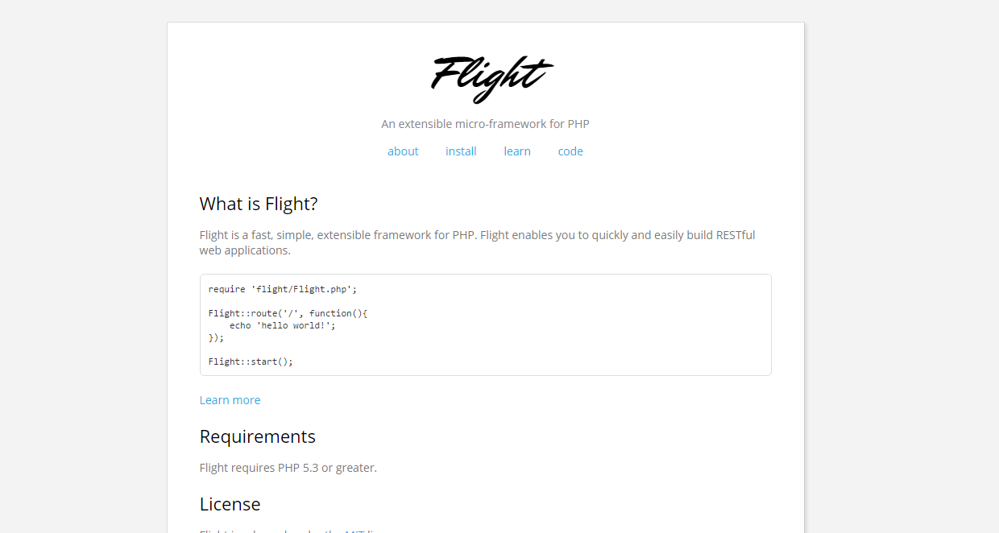 Flight
An extensible micro-framework for PHP
about install learn code
What is Flight?
Flight is a fast, simple, extensible framework for PHP. Flight enables you to quickly and easily build RESTful
web applications.
require 'flight/Flight.php';
Flight::route('/', function(){
    echo 'hello world!';
});
Flight::start();
Learn more
Requirements
Flight requires PHP 5.3 or greater.
License